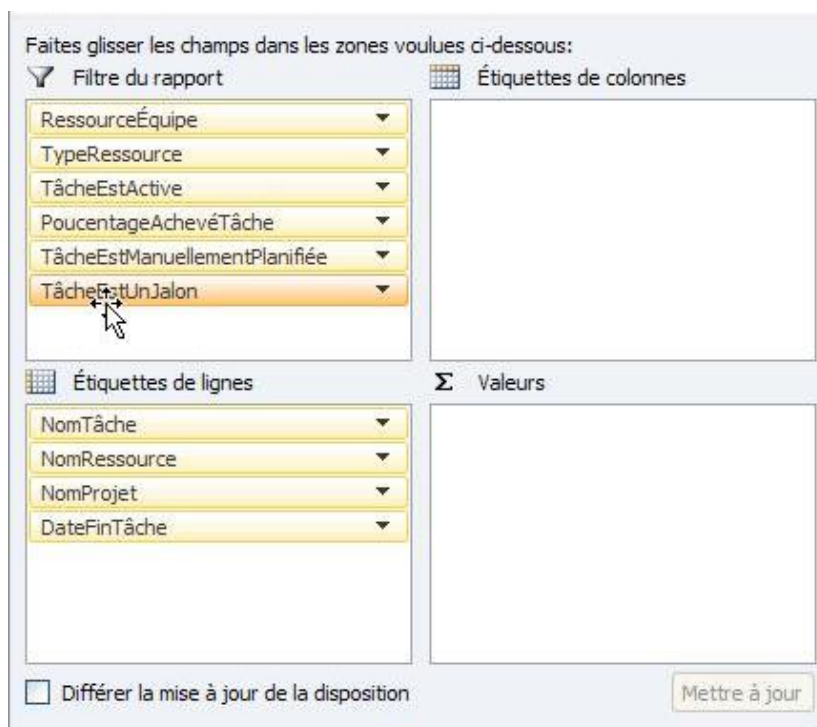 Faites glisser les champs dans les zones voulues ci-dessous:
Filtre du rapport
RessourceÉquipe
TypeRessource
TâcheEstActive
PoucentageAchevéTâche
TâcheEstManuellementPlanifiée
TâcheEstUnJalon
Étiquettes de colonnes
Étiquettes de lignes
NomTâche
NomRessource
NomProjet
DateFinTâche
Σ Valeurs
Différer la mise à jour de la disposition
Mettre à jour